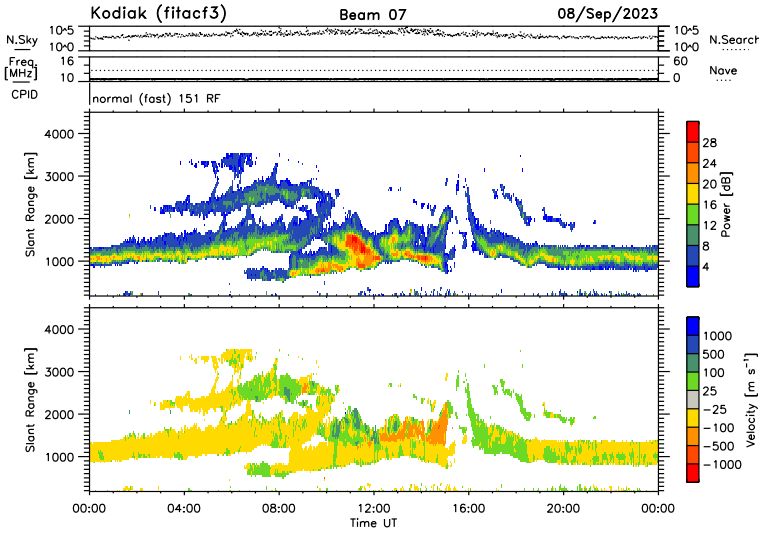 Kodiak (fitacf3) Beam 07 08/Sep/2023
N.Sky 10^5 10^0 10^5 10^0 N.Search
Freq. [MHz] 16 10 60 0 Nave
CPID normal (fast) 151 RF
Slant Range [km] 4000 3000 2000 1000
28 24 20 16 12 8 4 Power [dB]
Slant Range [km] 4000 3000 2000 1000
1000 500 100 25 −25 −100 −500 −1000 Velocity [m s⁻¹]
00:00 04:00 08:00 12:00 16:00 20:00 00:00
Time UT